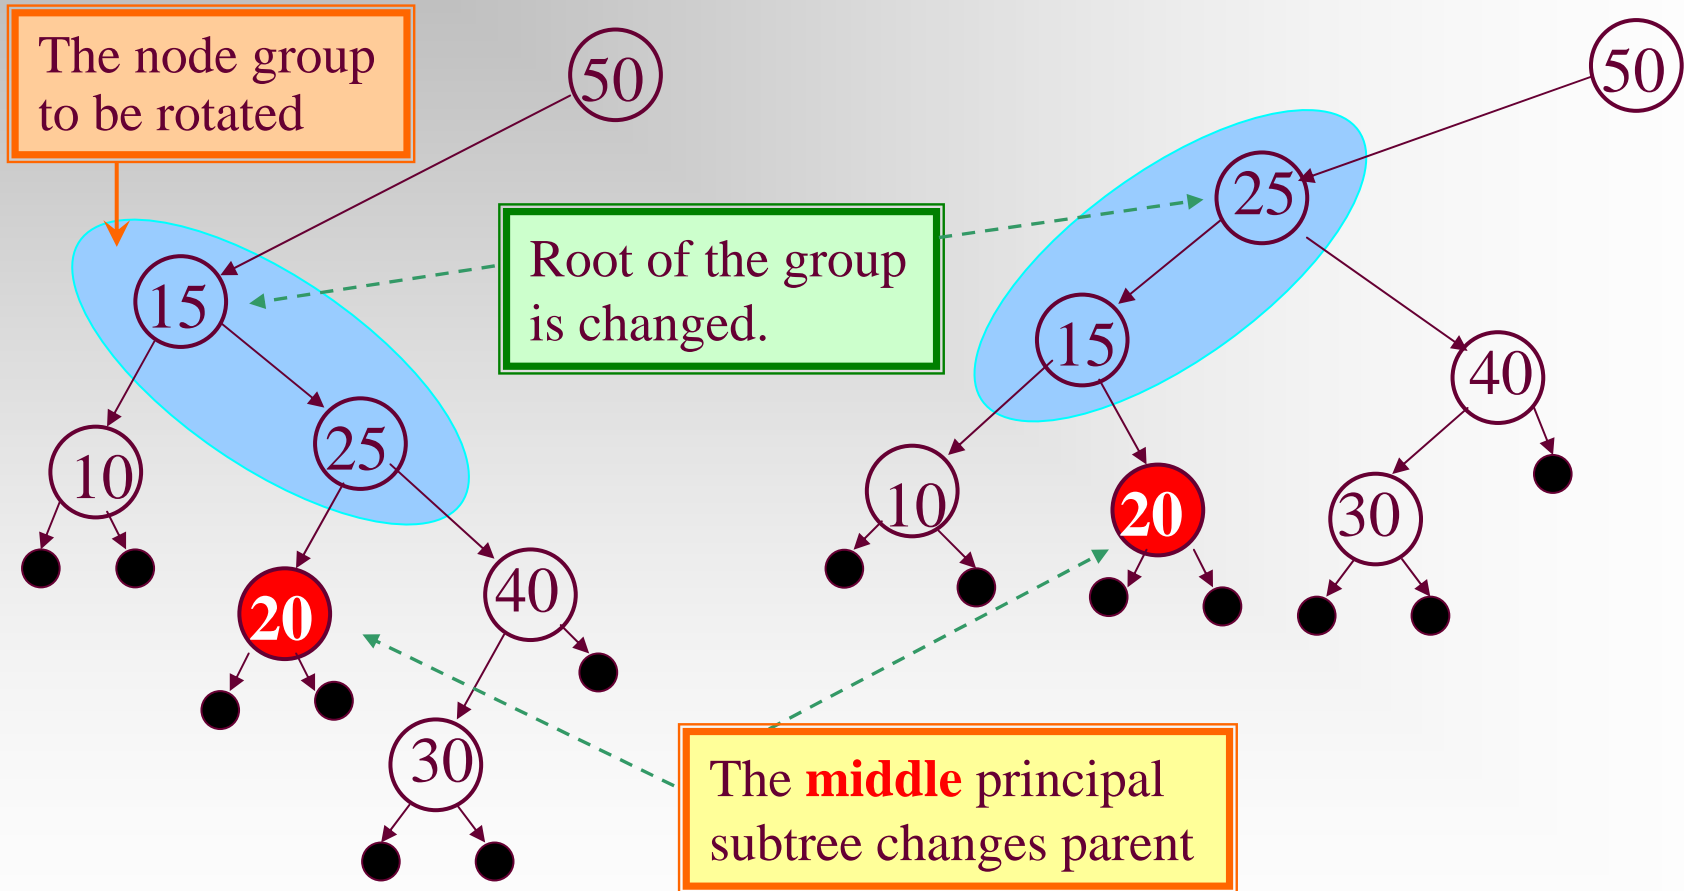 The node group
to be rotated
50
50
25
Root of the group
is changed.
15
15
40
25
10
10
20
30
40
20
30
The middle principal
subtree changes parent